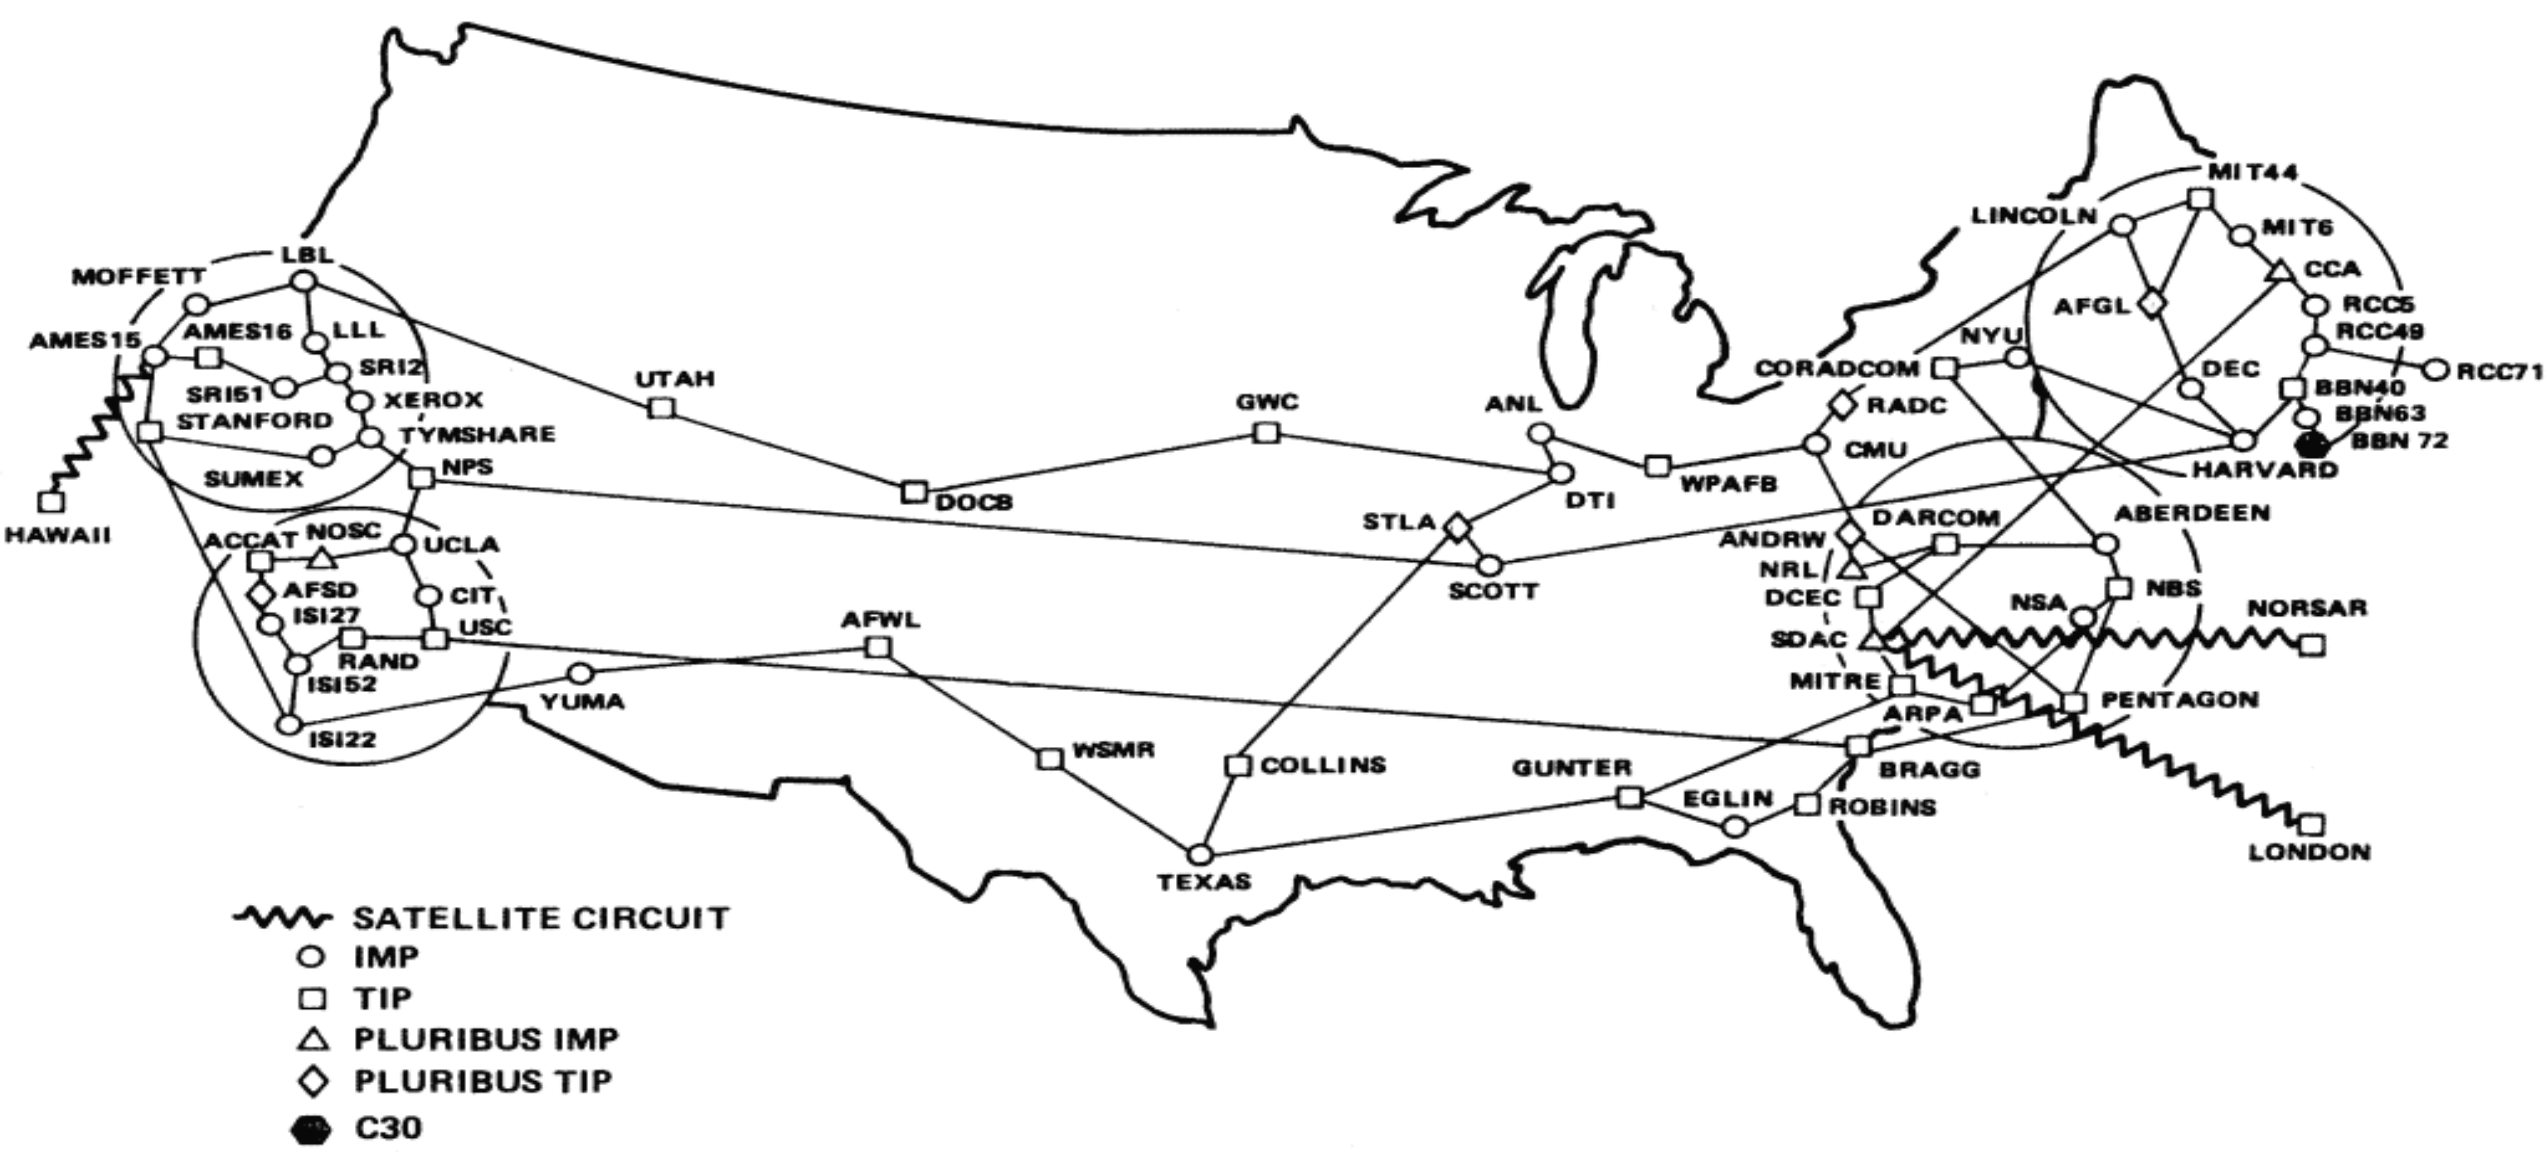 MIT44
LINCOLN
MIT6
LBL
CCA
MOFFETT
AFGL
RCC5
AMES16
LLL
RCC49
AMES15
NYU
SRI2
CORADCOM
DEC
RCC71
UTAH
SRI51
XEROX
BBN40
GWC
ANL
RADC
BBN63
STANFORD
TYMSHARE
CMU
BBN 72
NPS
HARVARD
SUMEX
WPAFB
DOCB
DTI
HAWAII
STLA
DARCOM
ABERDEEN
ACCAT
NOSC
UCLA
ANDRW
NRL
AFSD
CIT
SCOTT
DCEC
NSA
NBS
ISI27
AFWL
NORSAR
USC
SDAC
RAND
ISI52
MITRE
YUMA
PENTAGON
ARPA
ISI22
WSMR
COLLINS
GUNTER
BRAGG
EGLIN
ROBINS
LONDON
TEXAS
SATELLITE CIRCUIT
IMP
TIP
PLURIBUS IMP
PLURIBUS TIP
C30